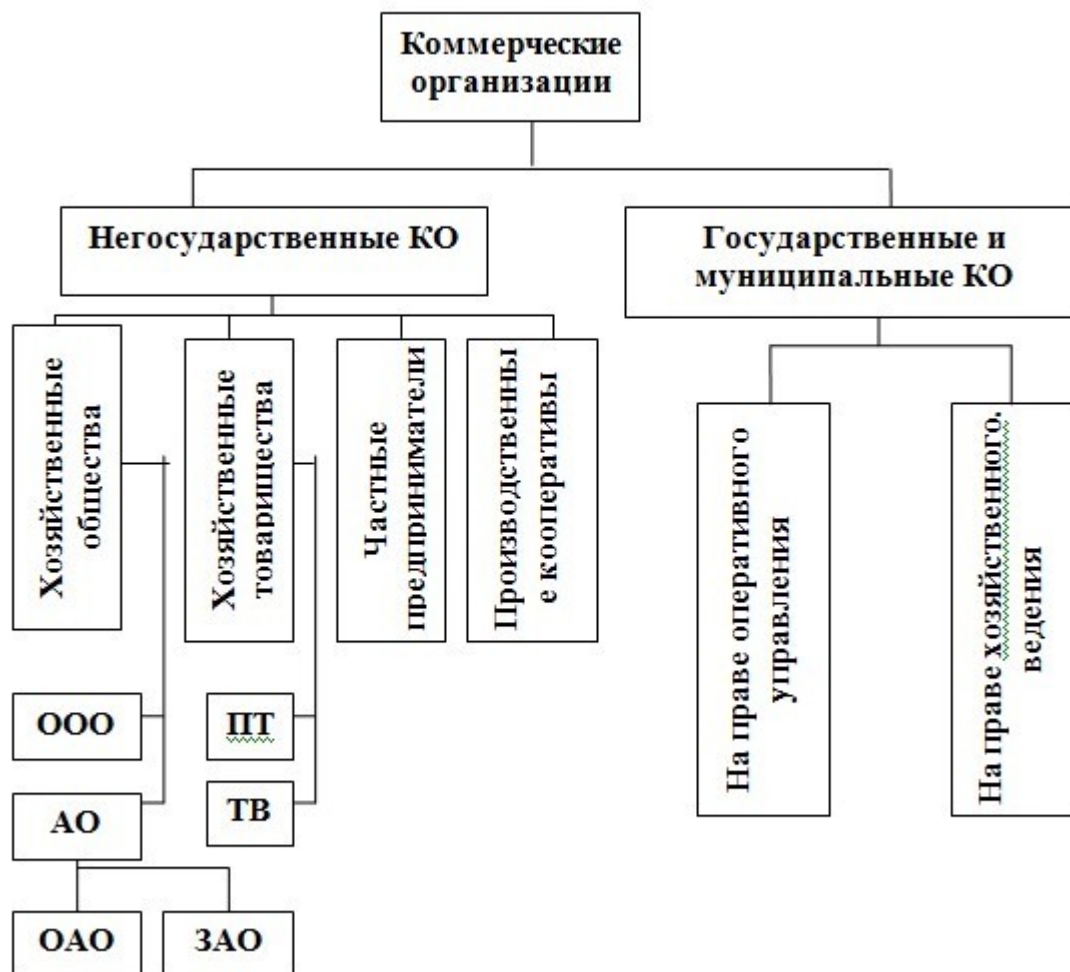 Коммерческие
организации
Негосударственные КО
Государственные и
муниципальные КО
Хозяйственные
общества
Хозяйственные
товарищества
Частные
предприниматели
Производственны
е кооперативы
На праве оперативного
управления
На праве хозяйственного.
ведения
ООО
ПТ
АО
ТВ
ОАО
ЗАО